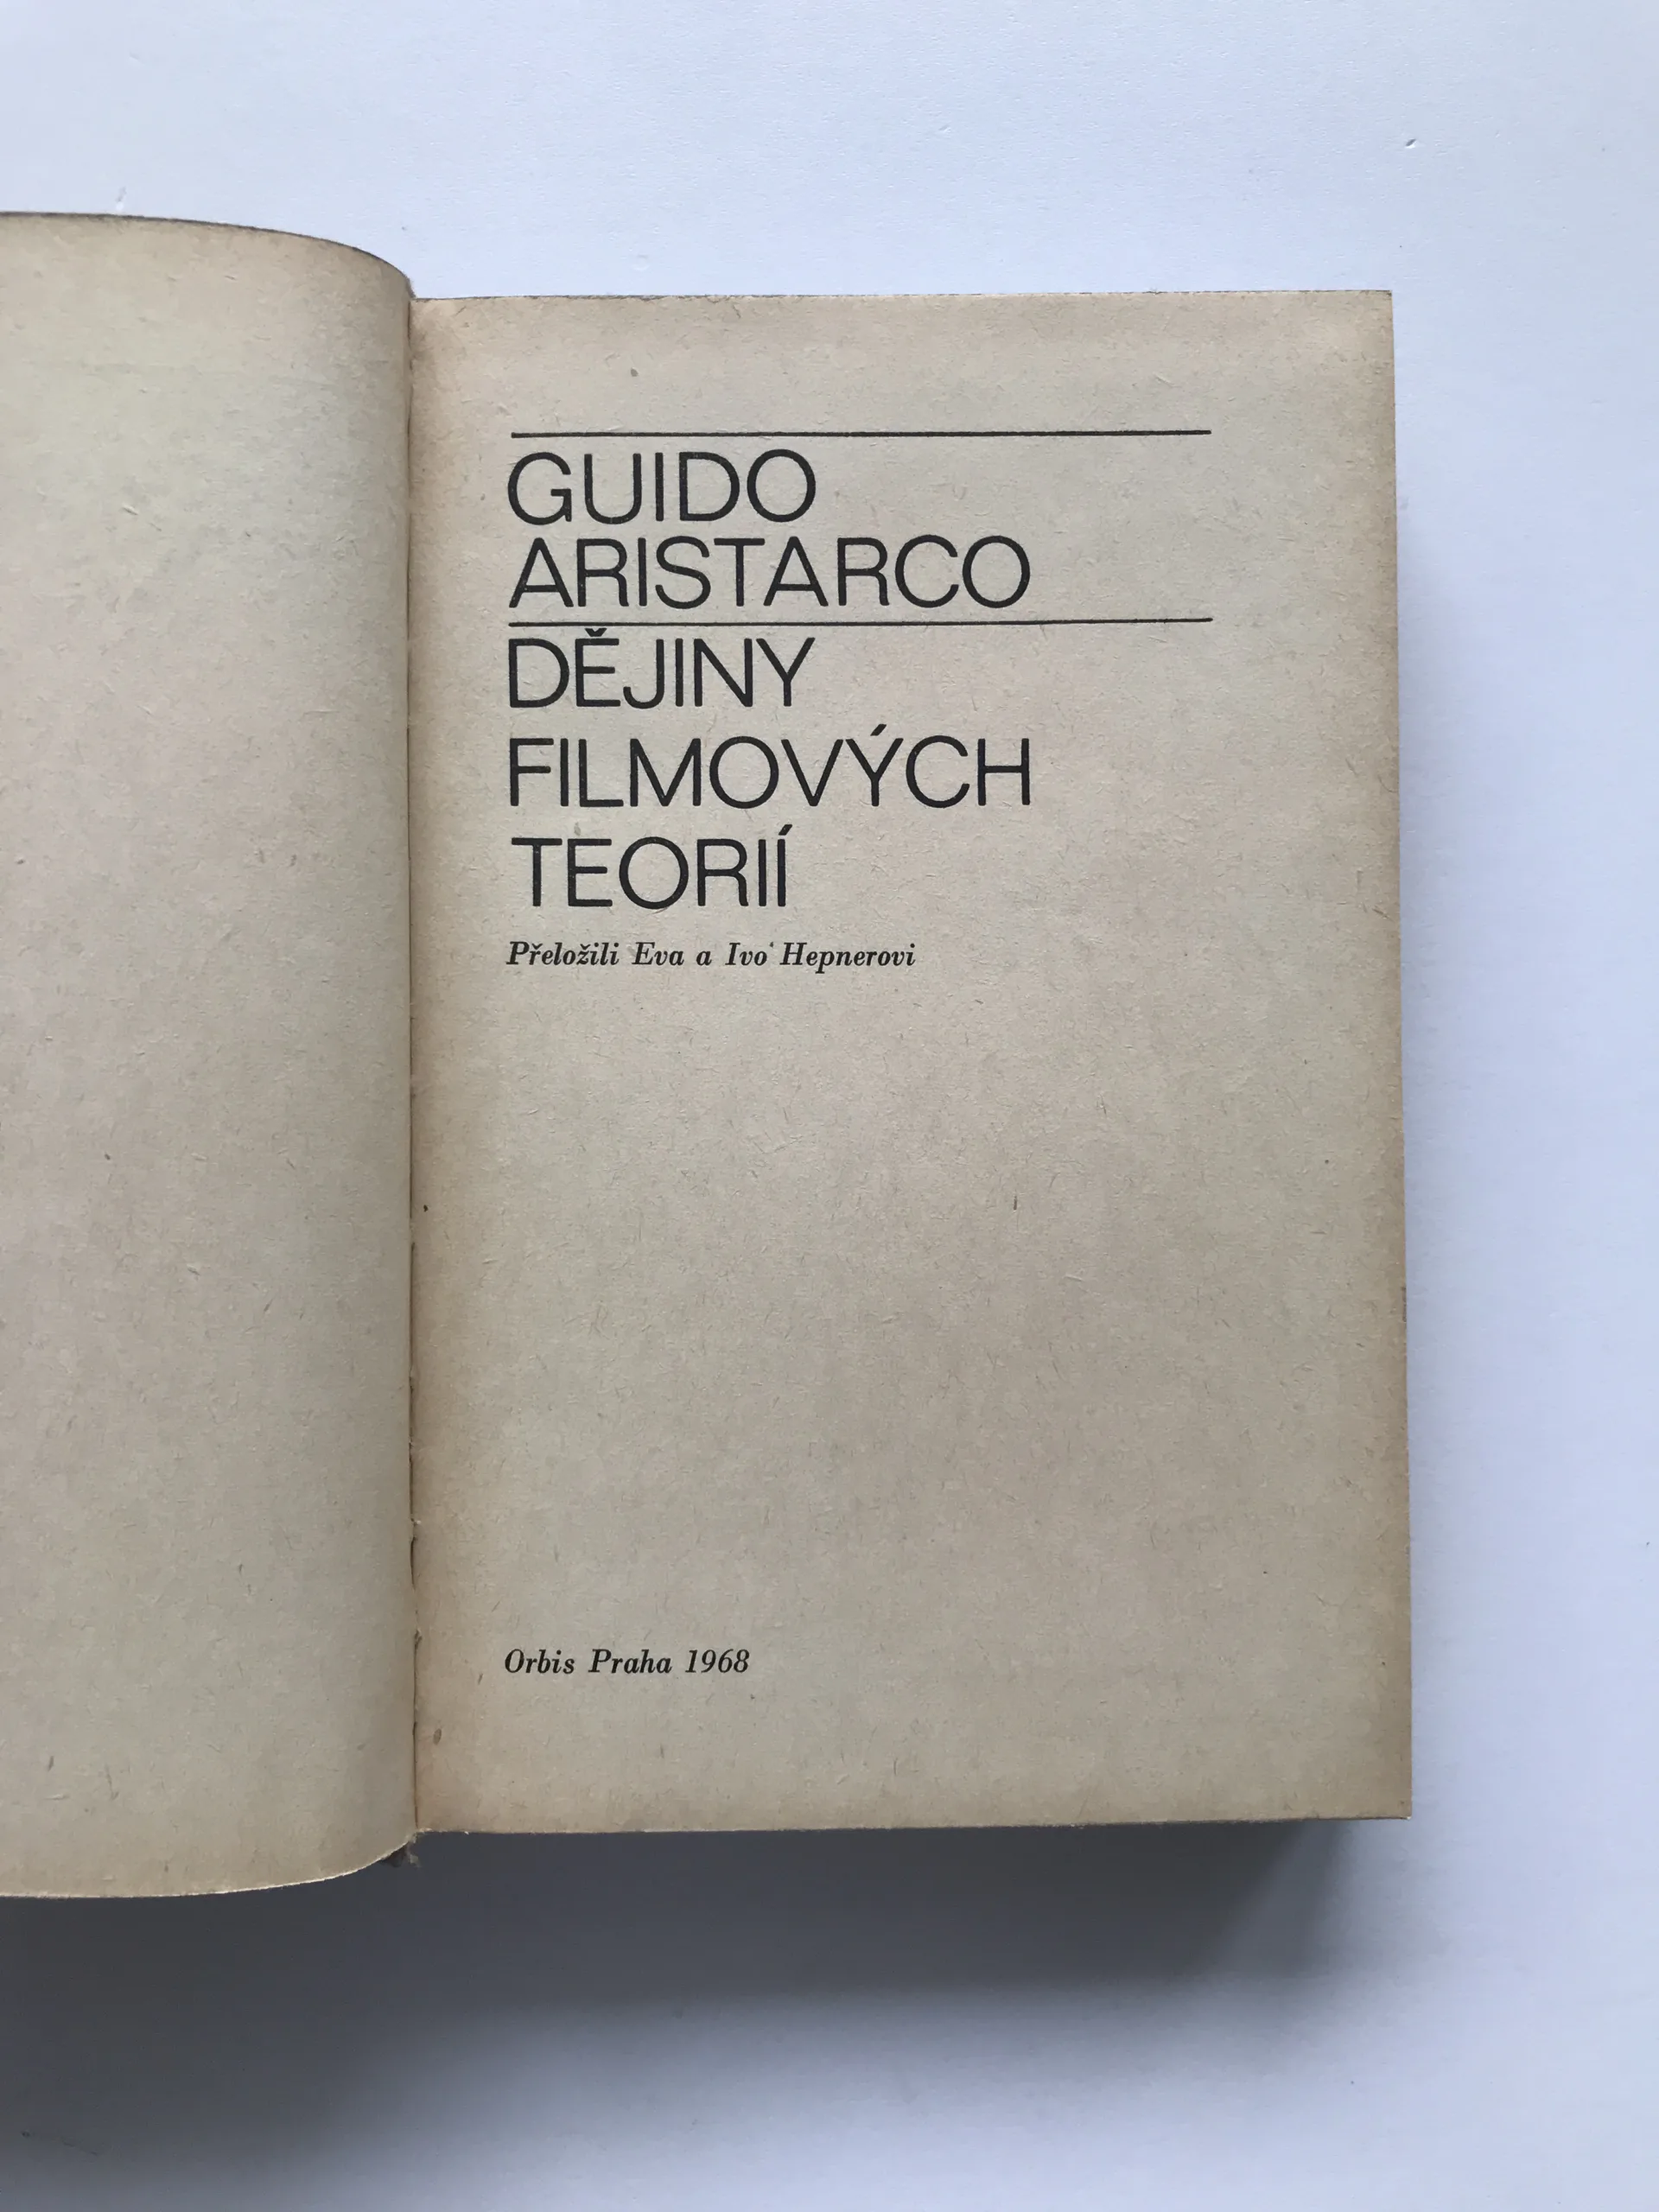 GUIDO
ARISTARCO
DĚJINY
FILMOVÝCH
TEORIÍ
Přeložili Eva a Ivo Hepnerovi
Orbis Praha 1968